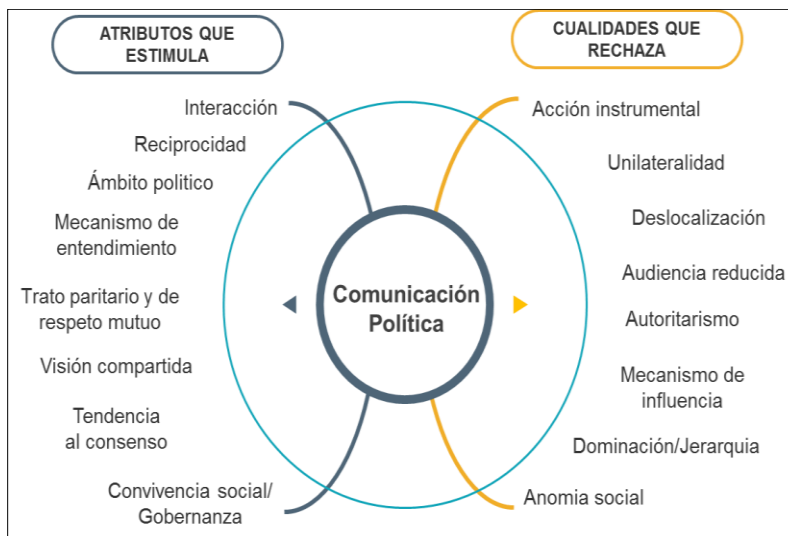 ATRIBUTOS QUE
ESTIMULA
Interacción
Reciprocidad
Ámbito politico
Mecanismo de
entendimiento
Trato paritario y de
respeto mutuo
Visión compartida
Tendencia
al consenso
Convivencia social/
Gobernanza
Comunicación
Política
CUALIDADES QUE
RECHAZA
Acción instrumental
Unilateralidad
Deslocalización
Audiencia reducida
Autoritarismo
Mecanismo de
influencia
Dominación/Jerarquia
Anomia social